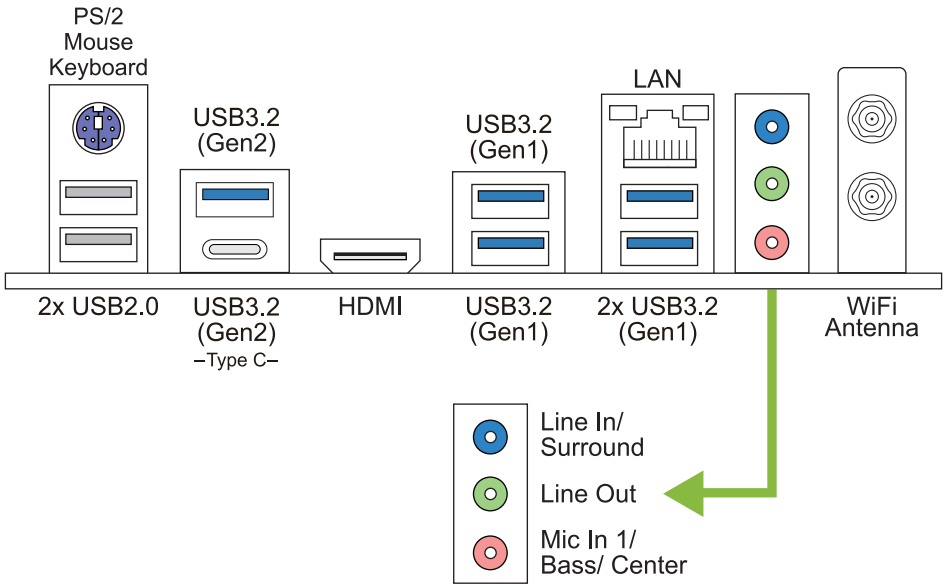 PS/2
Mouse
Keyboard
USB3.2
(Gen2)
USB3.2
(Gen1)
LAN
2x USB2.0
USB3.2
(Gen2)
–Type C–
HDMI
USB3.2
(Gen1)
2x USB3.2
(Gen1)
WiFi
Antenna
Line In/
Surround
Line Out
Mic In 1/
Bass/ Center